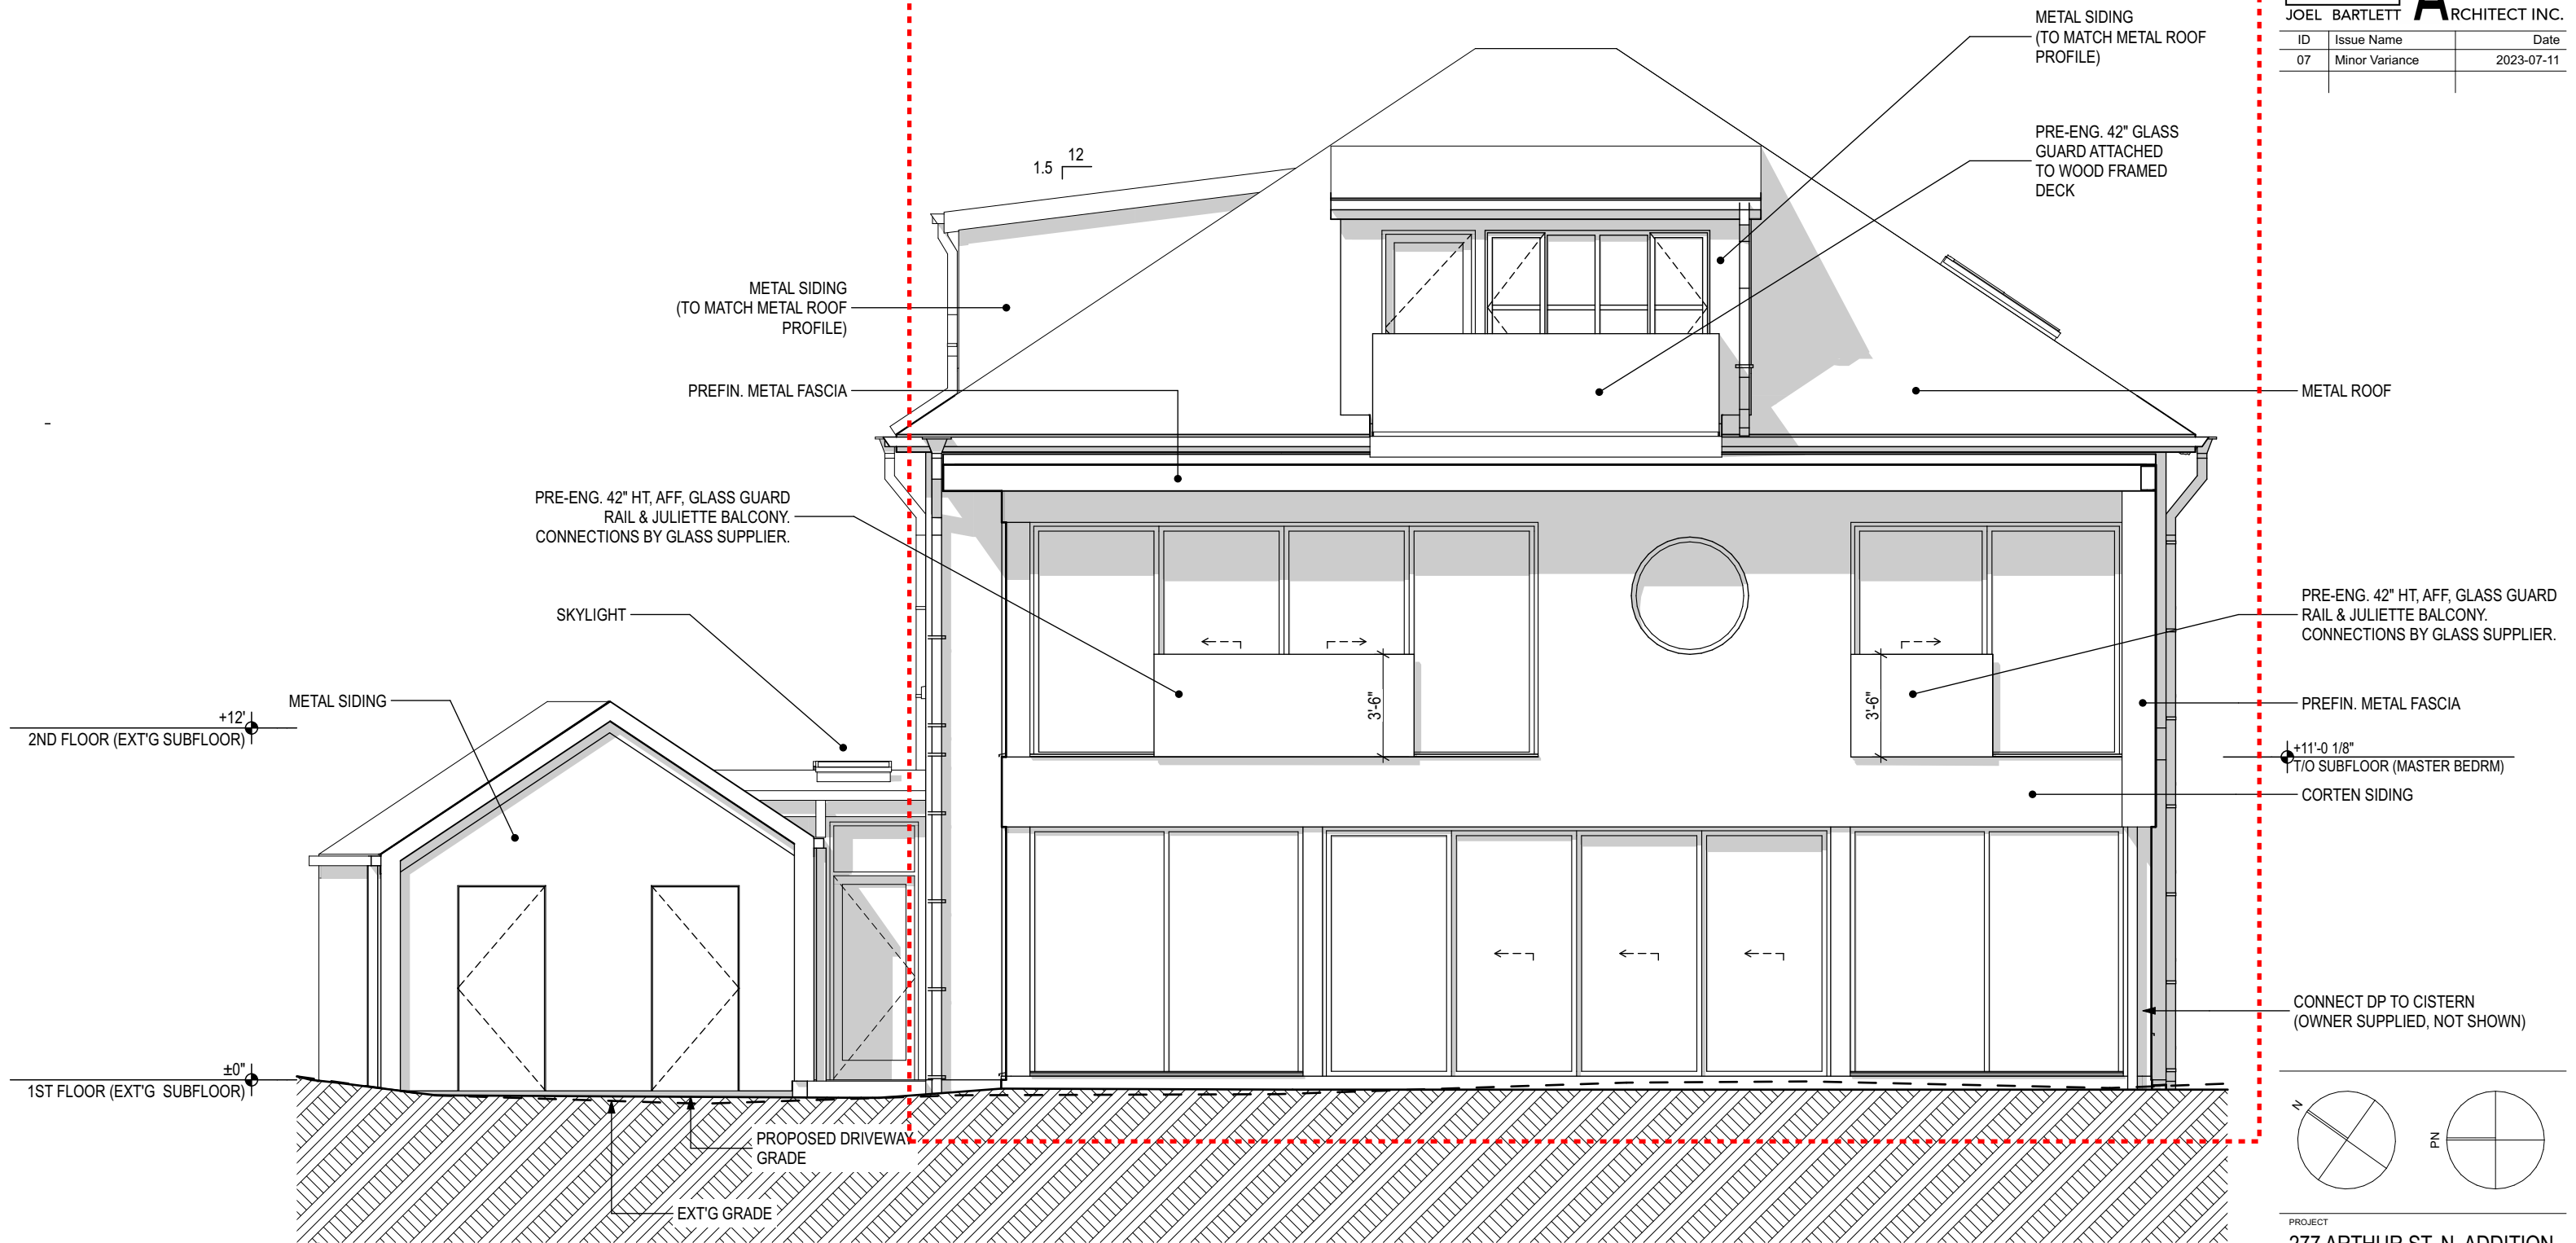 JOEL BARTLETT ARCHITECT INC.
ID Issue Name Date
07 Minor Variance 2023-07-11
METAL SIDING
(TO MATCH METAL ROOF
PROFILE)
PRE-ENG. 42" GLASS
GUARD ATTACHED
TO WOOD FRAMED
DECK
12
1.5
METAL SIDING
(TO MATCH METAL ROOF
PROFILE)
PREFIN. METAL FASCIA
METAL ROOF
PRE-ENG. 42" HT, AFF, GLASS GUARD
RAIL & JULIETTE BALCONY.
CONNECTIONS BY GLASS SUPPLIER.
SKYLIGHT
PRE-ENG. 42" HT, AFF, GLASS GUARD
RAIL & JULIETTE BALCONY.
CONNECTIONS BY GLASS SUPPLIER.
METAL SIDING
3'-6"
3'-6"
PREFIN. METAL FASCIA
+12'
2ND FLOOR (EXT'G SUBFLOOR)
+11'-0 1/8"
T/O SUBFLOOR (MASTER BEDRM)
CORTEN SIDING
CONNECT DP TO CISTERN
(OWNER SUPPLIED, NOT SHOWN)
±0"
1ST FLOOR (EXT'G SUBFLOOR)
PROPOSED DRIVEWAY
GRADE
EXT'G GRADE
N
PN
PROJECT
277 ARTHUR ST. N. ADDITION